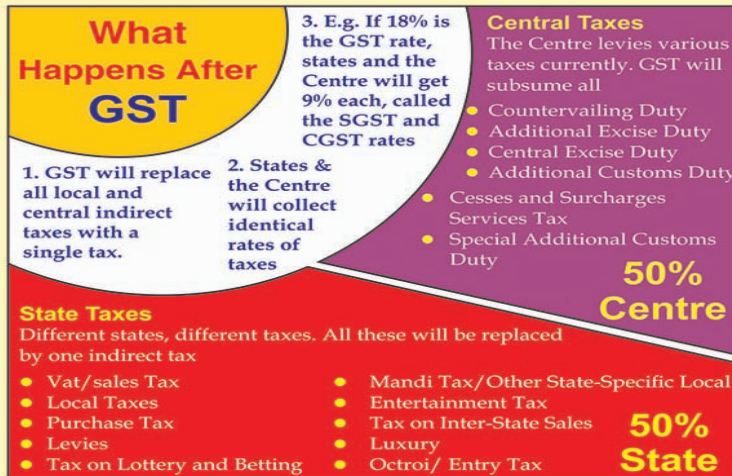 What
Happens After
GST
1. GST will replace
all local and
central indirect
taxes with a
single tax.
2. States &
the Centre
will collect
identical
rates of
taxes
3. E.g. If 18% is
the GST rate,
states and the
Centre will get
9% each, called
the SGST and
CGST rates
Central Taxes
The Centre levies various
taxes currently. GST will
subsume all
● Countervailing Duty
● Additional Excise Duty
● Central Excise Duty
● Additional Customs Duty
● Cesses and Surcharges
Services Tax
● Special Additional Customs
Duty
50%
Centre
State Taxes
Different states, different taxes. All these will be replaced
by one indirect tax
● Vat/sales Tax
● Local Taxes
● Purchase Tax
● Levies
● Tax on Lottery and Betting
● Mandi Tax/Other State-Specific Local
● Entertainment Tax
● Tax on Inter-State Sales
● Luxury
● Octroi/ Entry Tax
50%
State